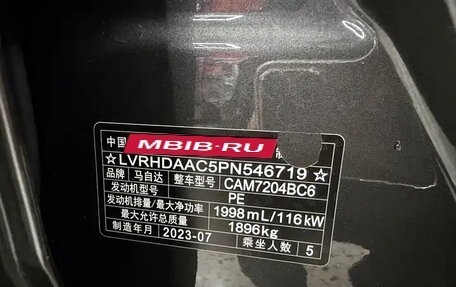 中国
MBIB-RU
☆LVRHDAAC5PN546719☆
品牌 马自达 整车型号 CAM7204BC6
发动机型号 PE
发动机排量/最大净功率 1998mL/116kW
最大允许总质量 1896kg
制造年月 2023-07 乘坐人数 5